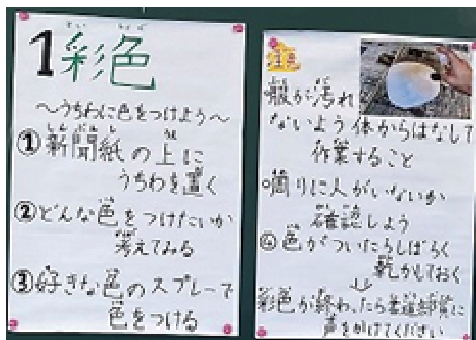 1彩色
さいしょく
〜うちわに色をつけよう〜
①新聞紙の上に
うちわを置く
②どんな色をつけたいか
考えてみる
③好きな色のスプレーで
色をつける
注意
服が汚れ
ないよう体からはなして
作業すること
周りに人がいないか
確認しよう
色がついたらしばらく
乾かしておく
彩色が終わったら
声をかけてください